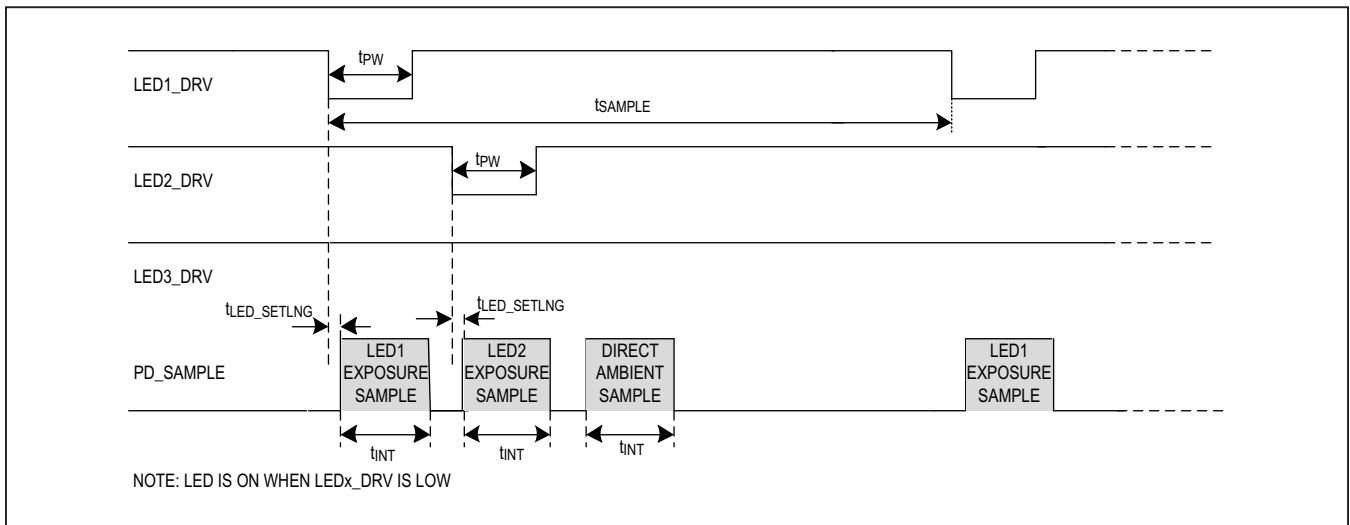 tPW
LED1_DRV
tSAMPLE
tPW
LED2_DRV
LED3_DRV
tLED_SETLNG
tLED_SETLNG
PD_SAMPLE
LED1
EXPOSURE
SAMPLE
LED2
EXPOSURE
SAMPLE
DIRECT
AMBIENT
SAMPLE
LED1
EXPOSURE
SAMPLE
tINT
tINT
tINT
NOTE: LED IS ON WHEN LEDx_DRV IS LOW